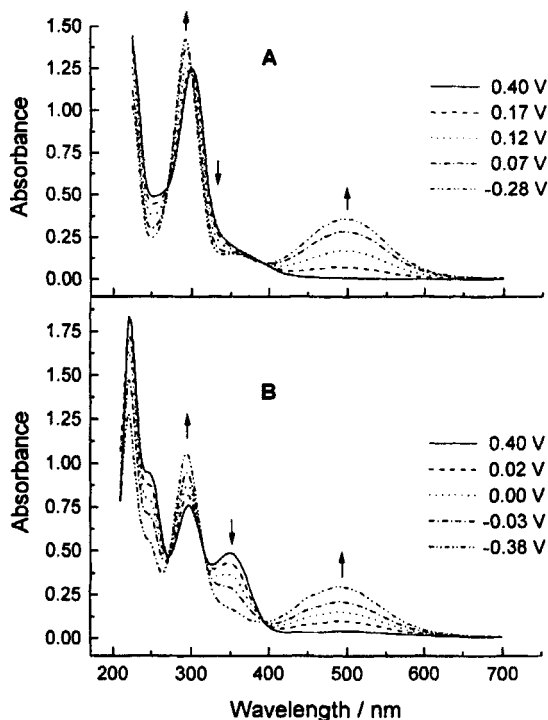 A
1.50
1.25
1.00
0.75
0.50
0.25
0.00
Absorbance
0.40 V
0.17 V
0.12 V
0.07 V
-0.28 V
B
1.75
1.50
1.25
1.00
0.75
0.50
0.25
0.00
Absorbance
0.40 V
0.02 V
0.00 V
-0.03 V
-0.38 V
200 300 400 500 600 700
Wavelength / nm